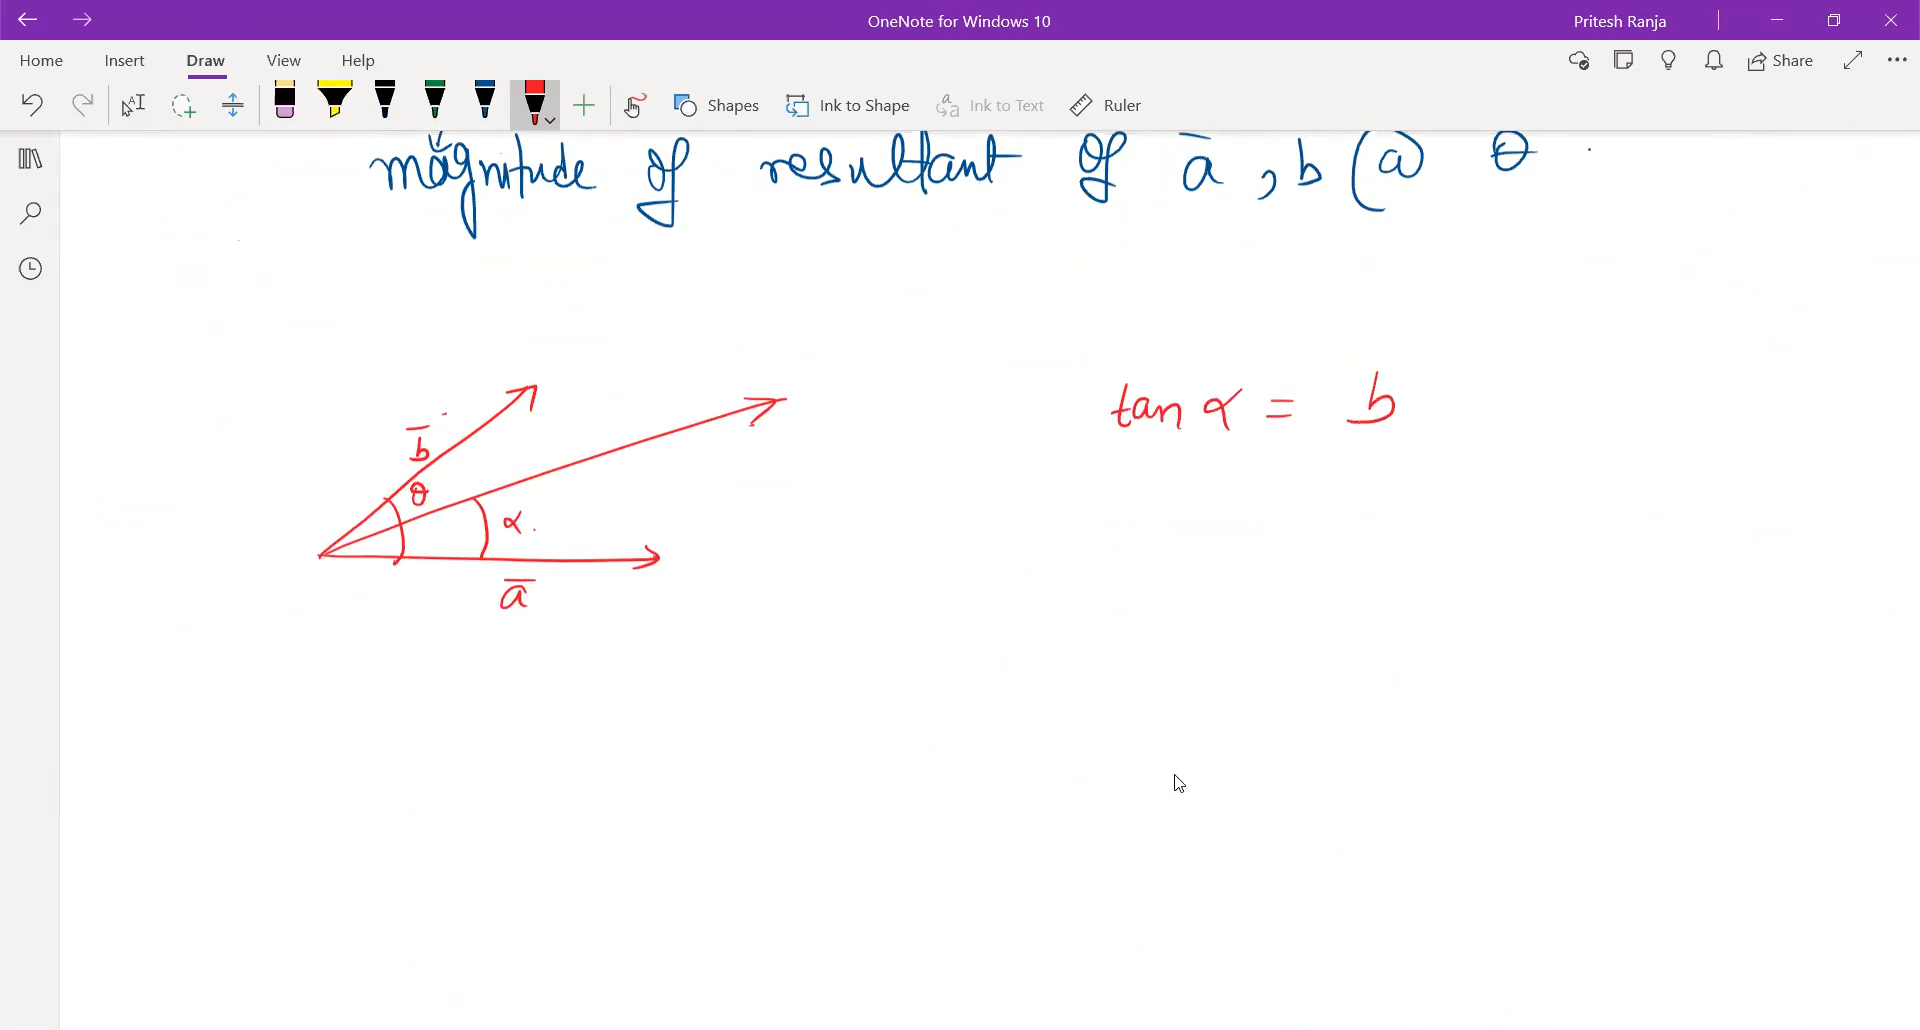 OneNote for Windows 10
Pritesh Ranja
Home Insert Draw View Help
Share
Shapes Ink to Shape Ink to Text Ruler
magnitude of resultant of a̅ , b (@ θ
b̅
θ
α
a̅
tan α = b